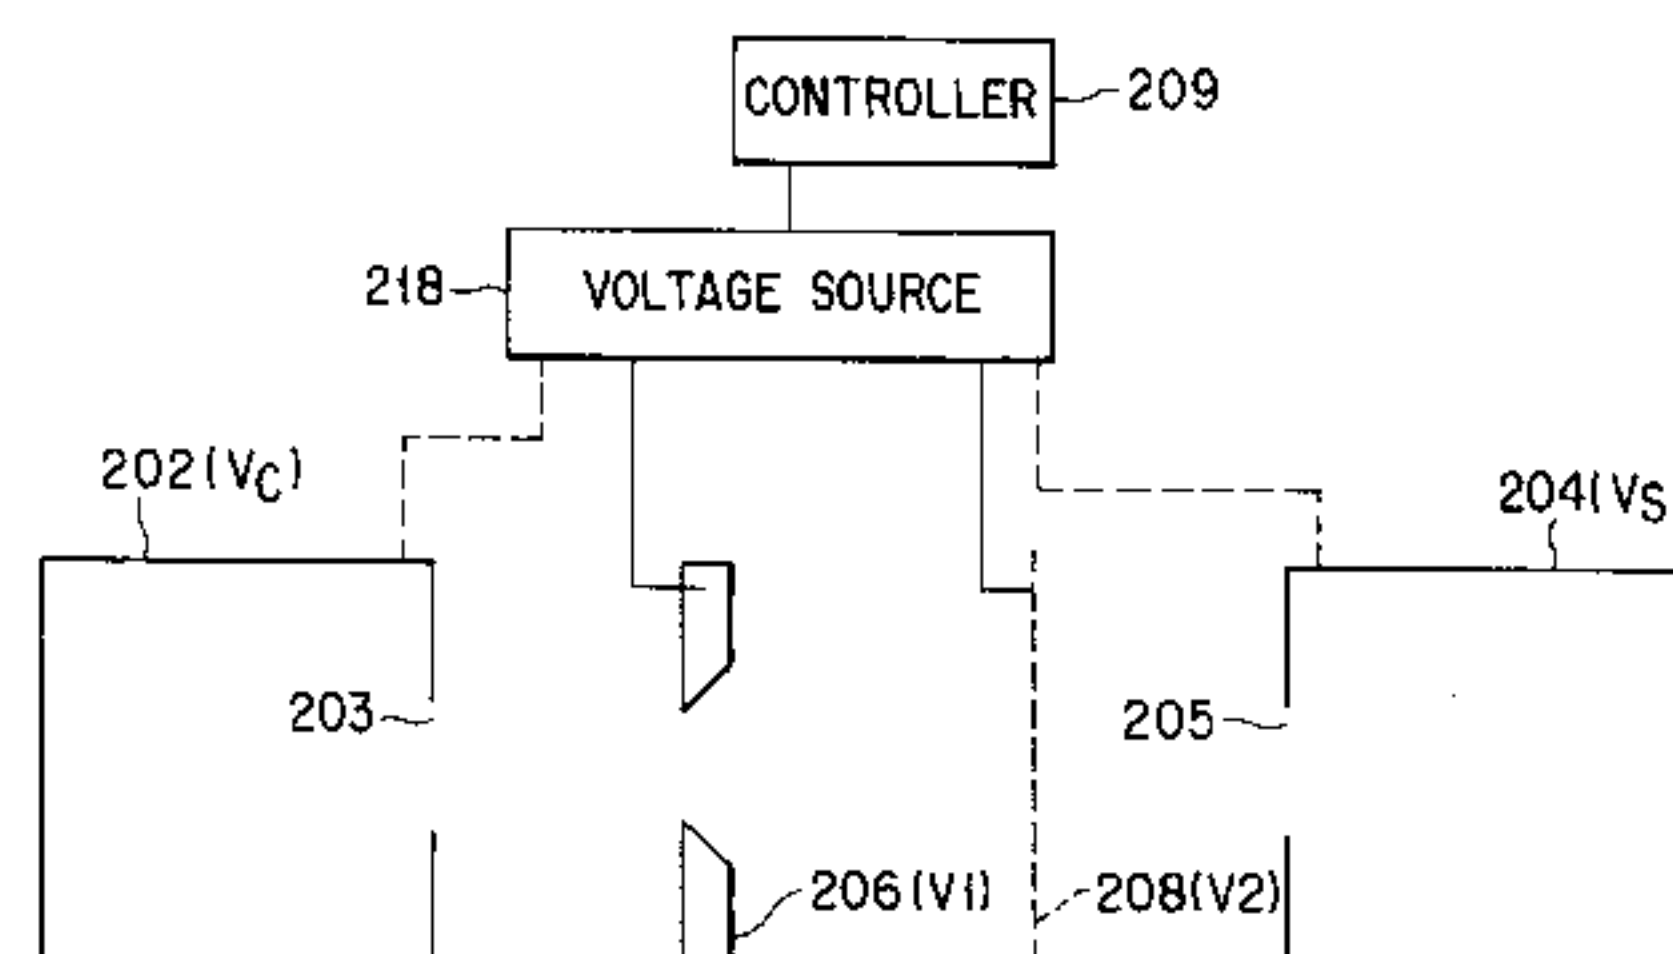 CONTROLLER
209
218
VOLTAGE SOURCE
202(VC)
204(VS
203
205
206(V1)
208(V2)